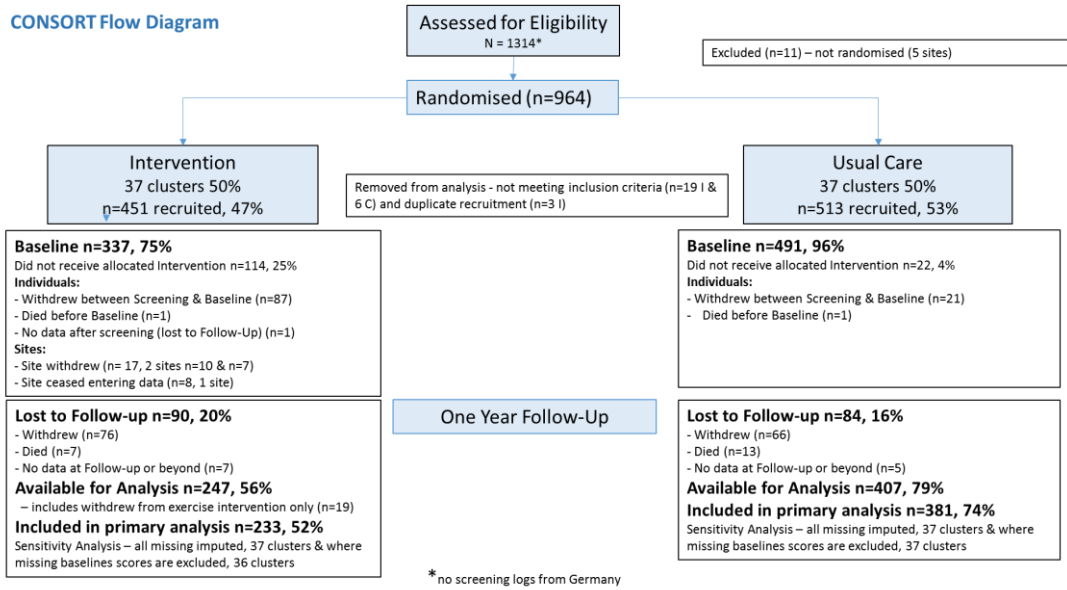 CONSORT Flow Diagram
Assessed for Eligibility
N = 1314*
Excluded (n=11) – not randomised (5 sites)
Randomised (n=964)
Intervention
37 clusters 50%
n=451 recruited, 47%
Removed from analysis - not meeting inclusion criteria (n=19 I &
6 C) and duplicate recruitment (n=3 I)
Usual Care
37 clusters 50%
n=513 recruited, 53%
Baseline n=337, 75%
Did not receive allocated Intervention n=114, 25%
Individuals:
- Withdrew between Screening & Baseline (n=87)
- Died before Baseline (n=1)
- No data after screening (lost to Follow-Up) (n=1)
Sites:
- Site withdrew (n= 17, 2 sites n=10 & n=7)
- Site ceased entering data (n=8, 1 site)
Baseline n=491, 96%
Did not receive allocated Intervention n=22, 4%
Individuals:
- Withdrew between Screening & Baseline (n=21)
- Died before Baseline (n=1)
Lost to Follow-up n=90, 20%
- Withdrew (n=76)
- Died (n=7)
- No data at Follow-up or beyond (n=7)
Available for Analysis n=247, 56%
– includes withdrew from exercise intervention only (n=19)
Included in primary analysis n=233, 52%
Sensitivity Analysis – all missing imputed, 37 clusters & where
missing baselines scores are excluded, 36 clusters
One Year Follow-Up
Lost to Follow-up n=84, 16%
- Withdrew (n=66)
- Died (n=13)
- No data at Follow-up or beyond (n=5)
Available for Analysis n=407, 79%
Included in primary analysis n=381, 74%
Sensitivity Analysis – all missing imputed, 37 clusters & where
missing baselines scores are excluded, 37 clusters
*no screening logs from Germany